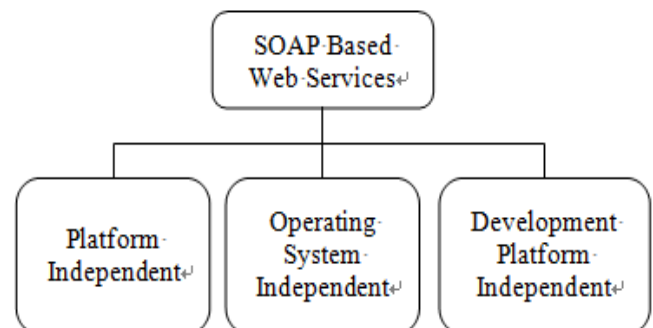 SOAP Based
Web Services
Platform
Independent
Operating
System
Independent
Development
Platform
Independent